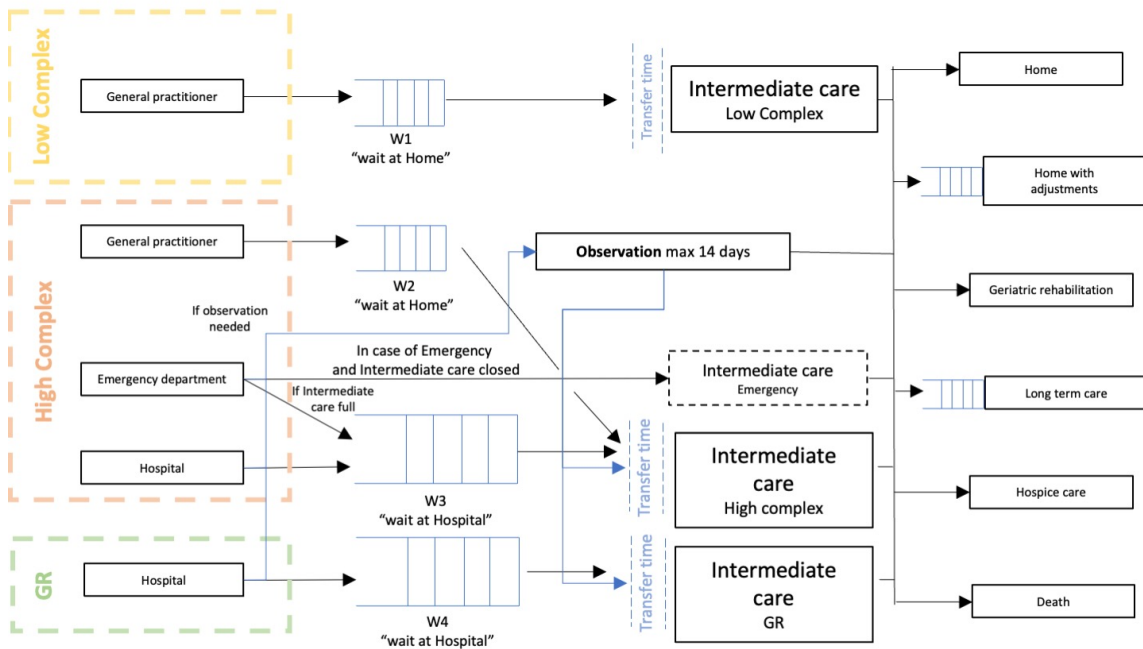 Low Complex
General practitioner
W1
“wait at Home”
Transfer time
Intermediate care
Low Complex
Home
Home with
adjustments
High Complex
General practitioner
W2
“wait at Home”
Observation max 14 days
If observation
needed
Geriatric rehabilitation
Emergency department
In case of Emergency
and Intermediate care closed
If Intermediate
care full
Intermediate care
Emergency
Long term care
Hospital
W3
“wait at Hospital”
Transfer time
Intermediate
care
High complex
Hospice care
GR
Hospital
W4
“wait at Hospital”
Transfer time
Intermediate
care
GR
Death